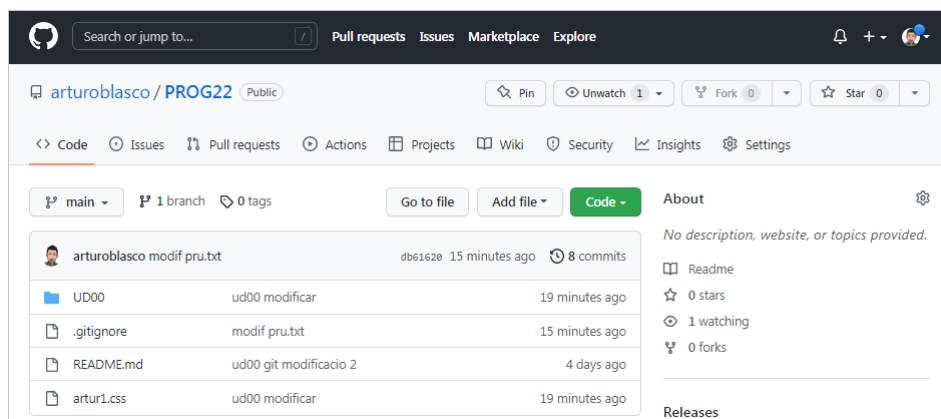 Search or jump to... / Pull requests Issues Marketplace Explore
arturoblasco / PROG22 Public Pin Unwatch 1 Fork 0 Star 0
Code Issues Pull requests Actions Projects Wiki Security Insights Settings
main 1 branch 0 tags Go to file Add file Code
arturoblasco modif pru.txt db61620 15 minutes ago 8 commits
UD00 ud00 modificar 19 minutes ago
.gitignore modif pru.txt 15 minutes ago
README.md ud00 git modificacio 2 4 days ago
artur1.css ud00 modificar 19 minutes ago
About
No description, website, or topics provided.
Readme
0 stars
1 watching
0 forks
Releases